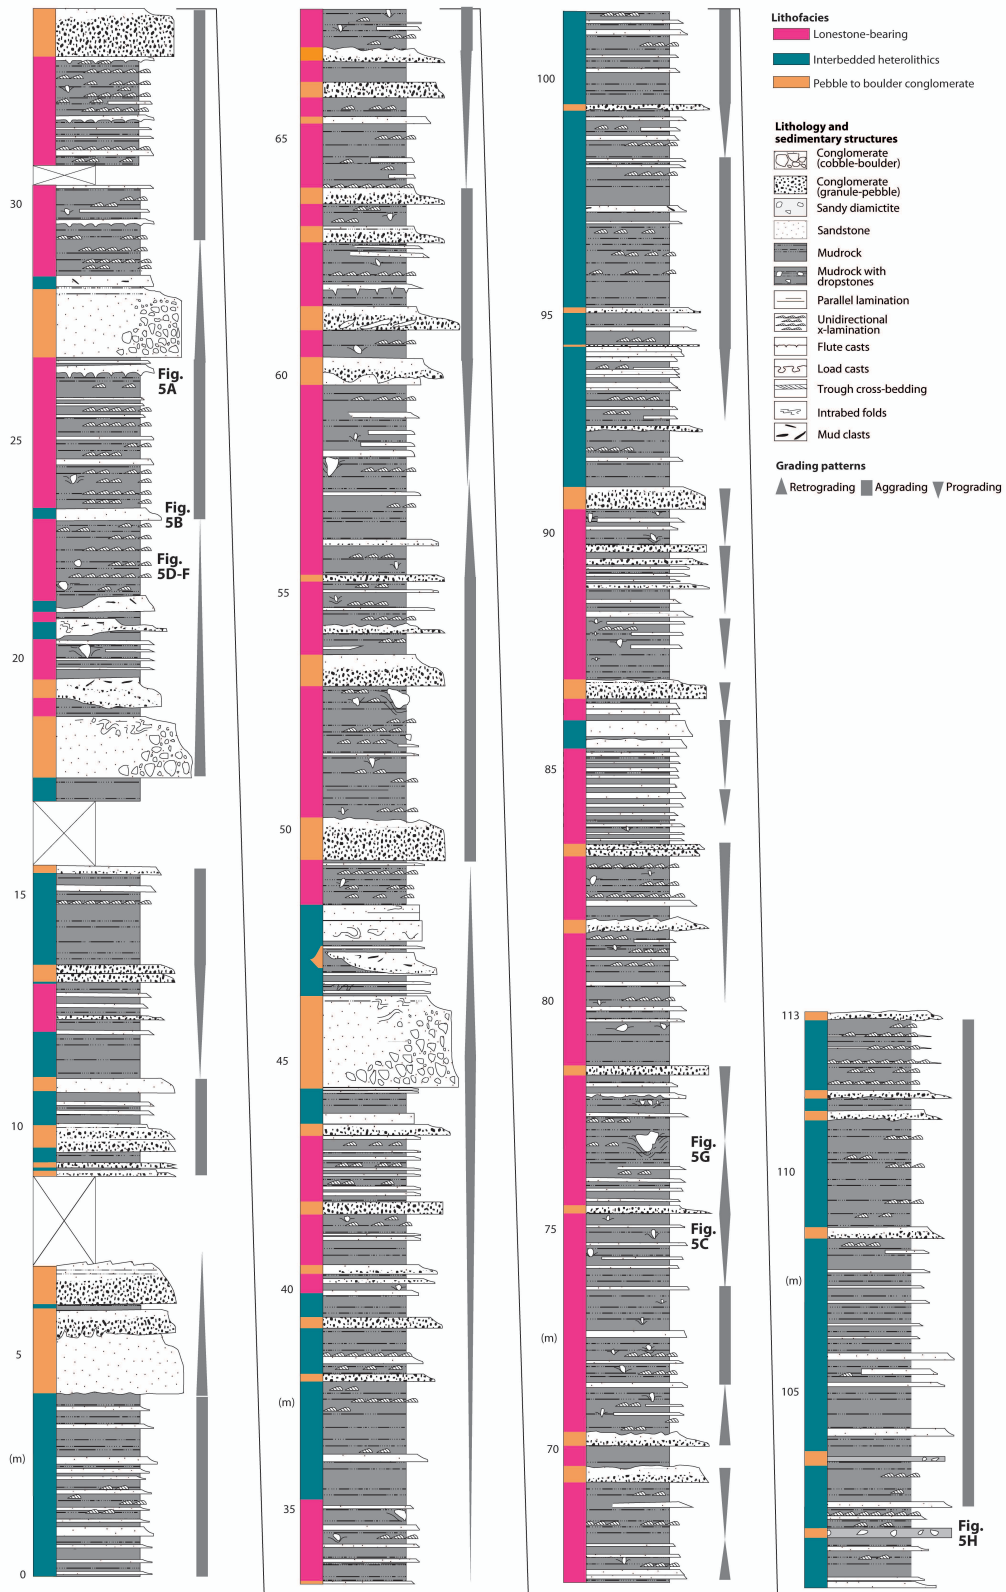 Lithofacies
Lonestone-bearing
Interbedded heterolithics
Pebble to boulder conglomerate
Lithology and
sedimentary structures
Conglomerate
(cobble-boulder)
Conglomerate
(granule-pebble)
Sandy diamictite
Sandstone
Mudrock
Mudrock with
dropstones
Parallel lamination
Unidirectional
x-lamination
Flute casts
Load casts
Trough cross-bedding
Intrabed folds
Mud clasts
Grading patterns
Retrograding
Aggrading
Prograding
30
Fig.
5A
25
Fig.
5B
Fig.
5D-F
20
15
10
5
(m)
0
65
60
55
50
45
40
(m)
35
100
95
90
85
80
Fig.
5G
75
Fig.
5C
(m)
70
113
110
(m)
105
Fig.
5H